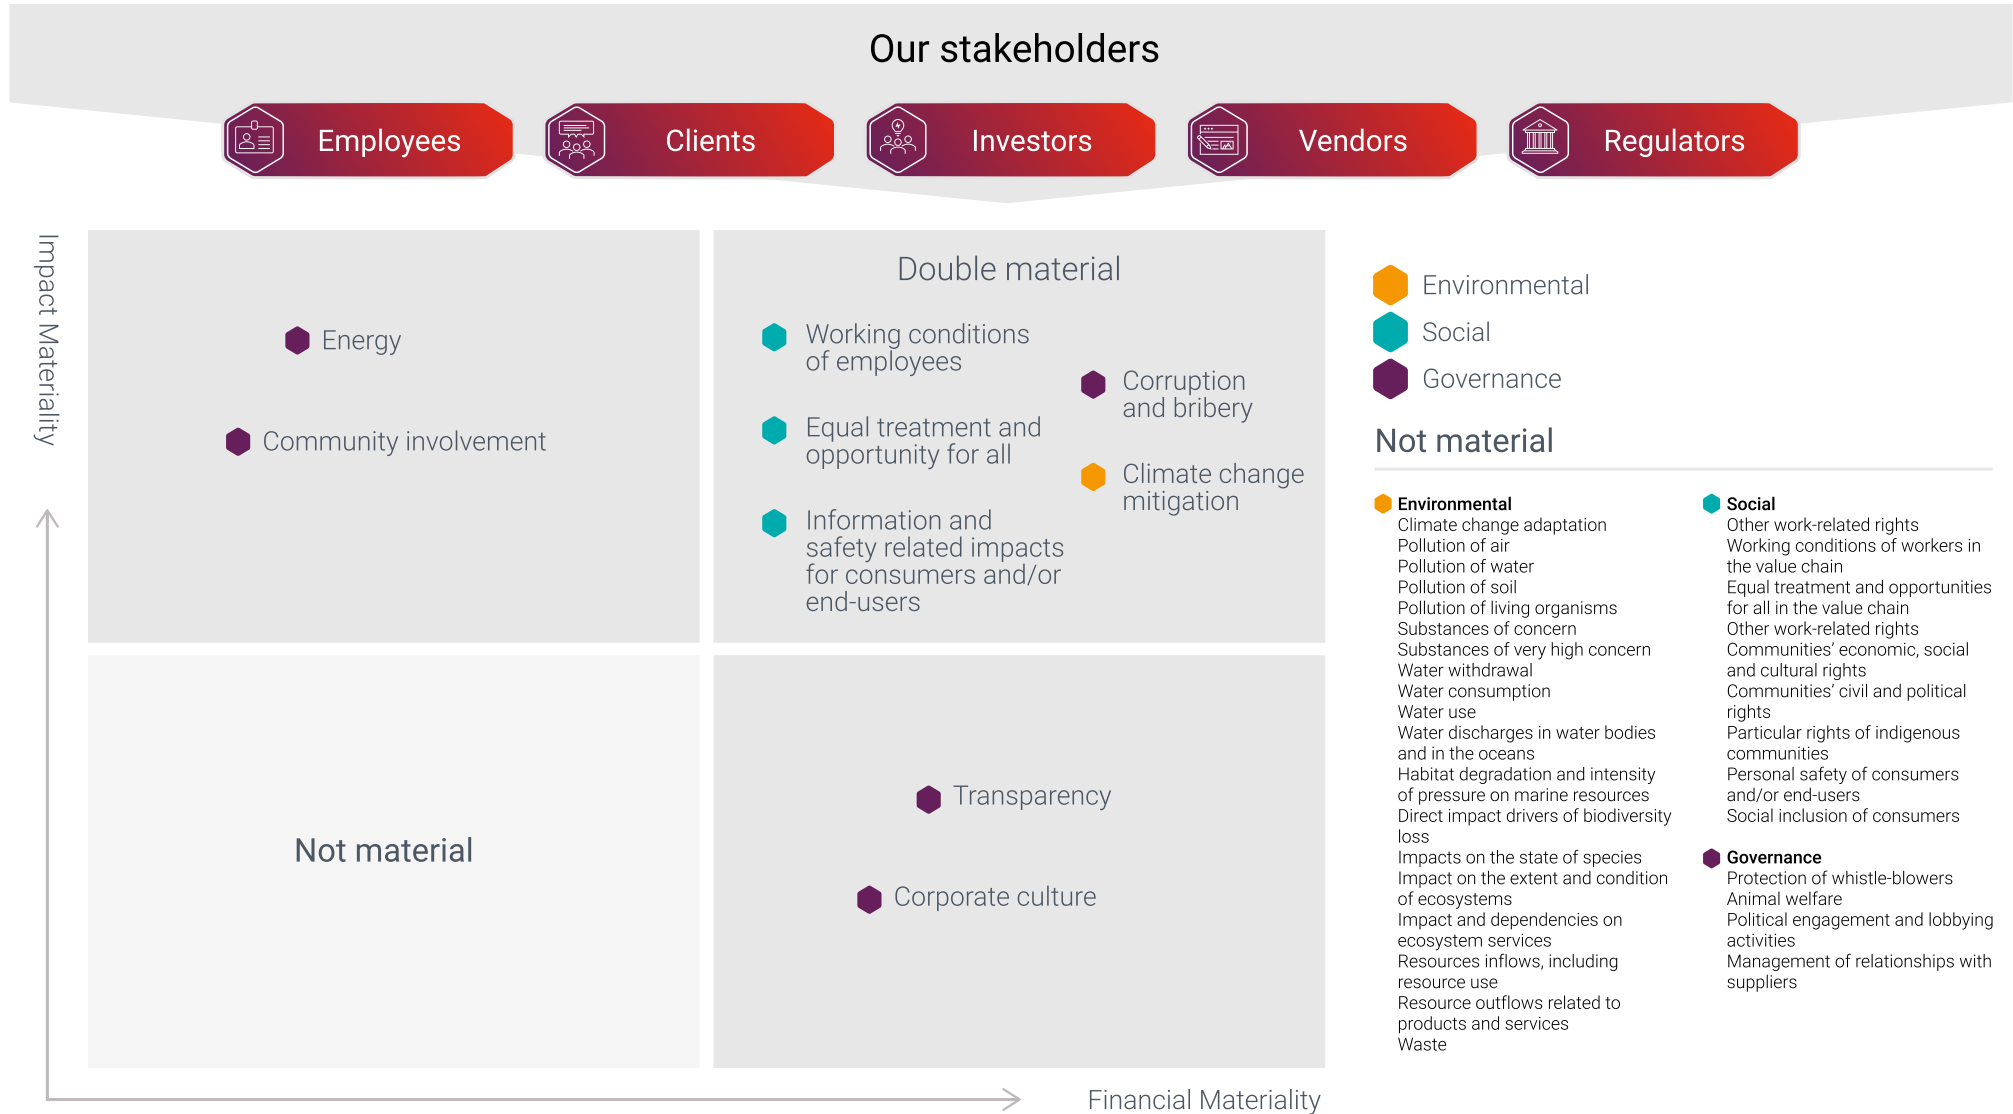 Our stakeholders
Employees
Clients
Investors
Vendors
Regulators
Impact Materiality
Energy
Community involvement
Double material
Working conditions
of employees
Equal treatment and
opportunity for all
Information and
safety related impacts
for consumers and/or
end-users
Corruption
and bribery
Climate change
mitigation
Not material
Transparency
Corporate culture
Financial Materiality
Environmental
Social
Governance
Not material
Environmental
Climate change adaptation
Pollution of air
Pollution of water
Pollution of soil
Pollution of living organisms
Substances of concern
Substances of very high concern
Water withdrawal
Water consumption
Water use
Water discharges in water bodies
and in the oceans
Habitat degradation and intensity
of pressure on marine resources
Direct impact drivers of biodiversity
loss
Impacts on the state of species
Impact on the extent and condition
of ecosystems
Impact and dependencies on
ecosystem services
Resources inflows, including
resource use
Resource outflows related to
products and services
Waste
Social
Other work-related rights
Working conditions of workers in
the value chain
Equal treatment and opportunities
for all in the value chain
Other work-related rights
Communities’ economic, social
and cultural rights
Communities’ civil and political
rights
Particular rights of indigenous
communities
Personal safety of consumers
and/or end-users
Social inclusion of consumers
Governance
Protection of whistle-blowers
Animal welfare
Political engagement and lobbying
activities
Management of relationships with
suppliers